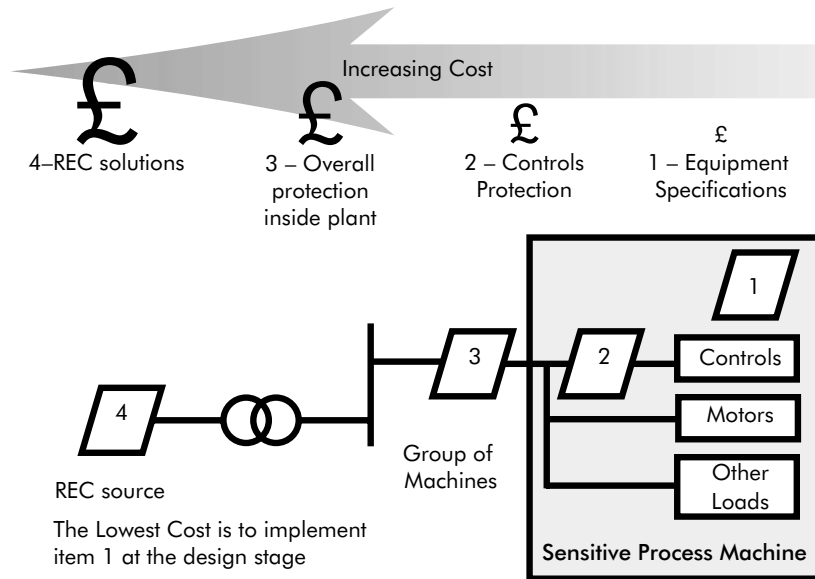 Increasing Cost
£
£
£
£
4–REC solutions
3 – Overall
protection
inside plant
2 – Controls
Protection
1 – Equipment
Specifications
1
2
3
4
Controls
Motors
Other
Loads
Group of
Machines
REC source
The Lowest Cost is to implement
item 1 at the design stage
Sensitive Process Machine